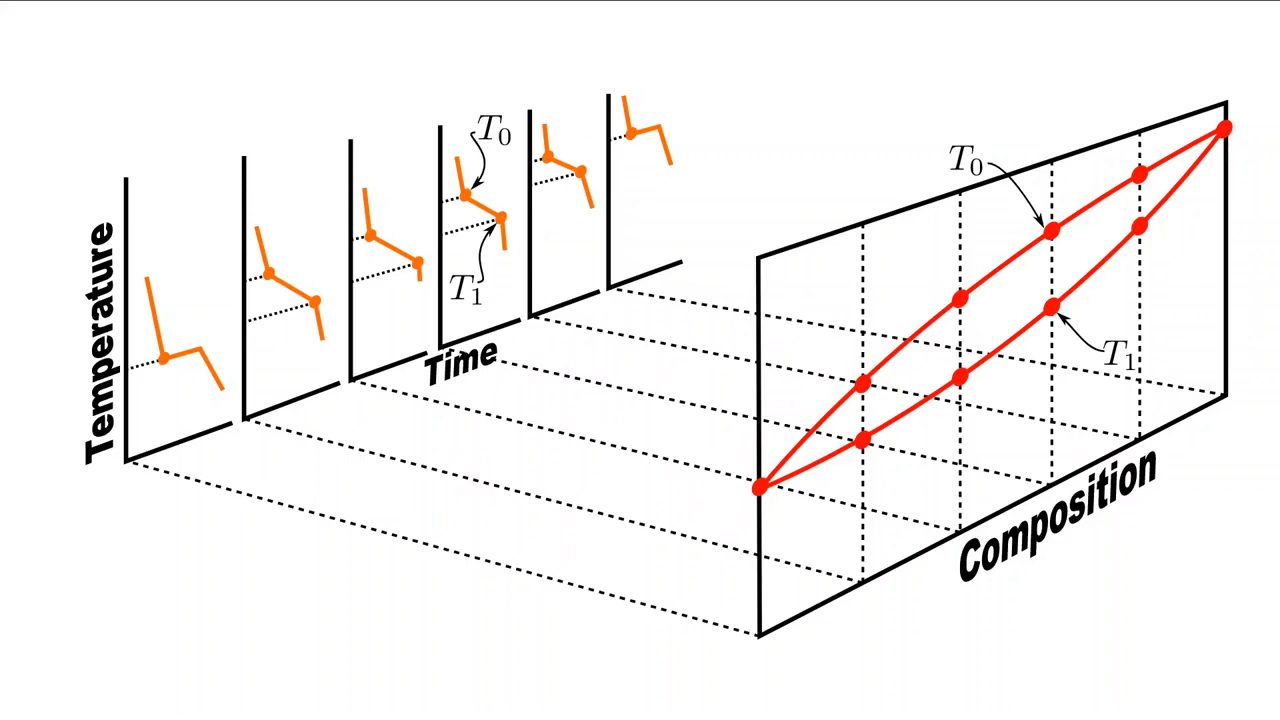 Temperature
Time
T₀
T₁
T₀
T₁
Composition